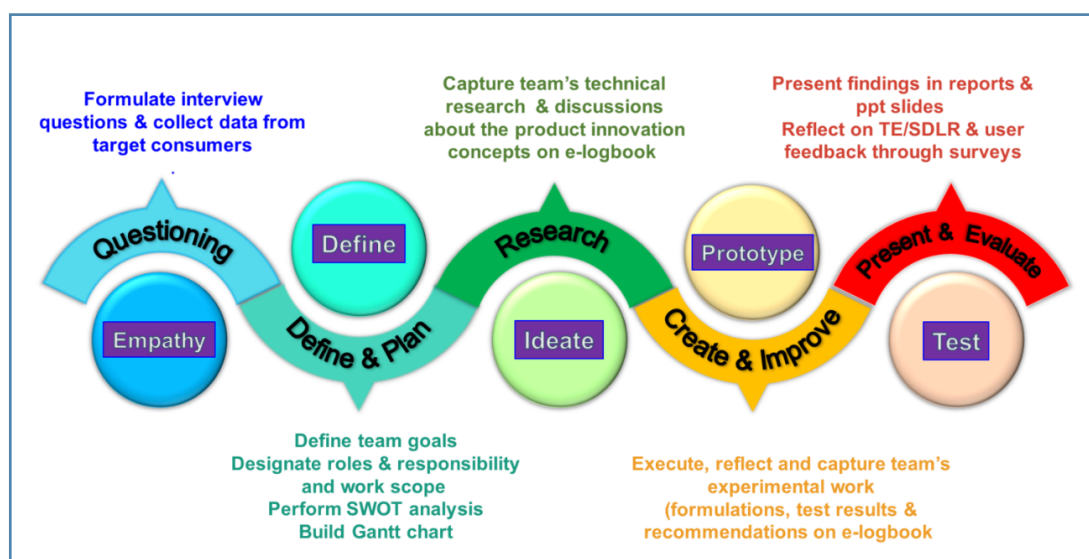 Formulate interview
questions & collect data from
target consumers
.
Questioning
Empathy
Define
Define & Plan
Define team goals
Designate roles & responsibility
and work scope
Perform SWOT analysis
Build Gantt chart
Capture team's technical
research & discussions
about the product innovation
concepts on e-logbook
Research
Ideate
Prototype
Create & Improve
Execute, reflect and capture team's
experimental work
(formulations, test results &
recommendations on e-logbook
Present findings in reports &
ppt slides
Reflect on TE/SDLR & user
feedback through surveys
Present & Evaluate
Test